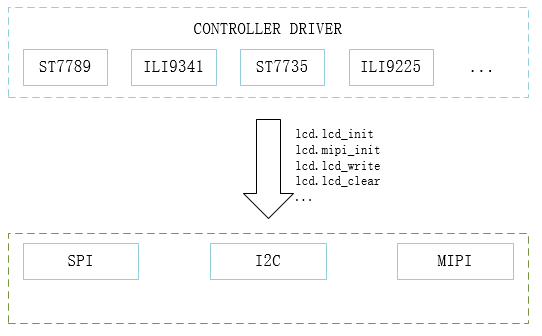 CONTROLLER DRIVER
ST7789 ILI9341 ST7735 ILI9225 ...
lcd.lcd_init
lcd.mipi_init
lcd.lcd_write
lcd.lcd_clear
...
SPI I2C MIPI